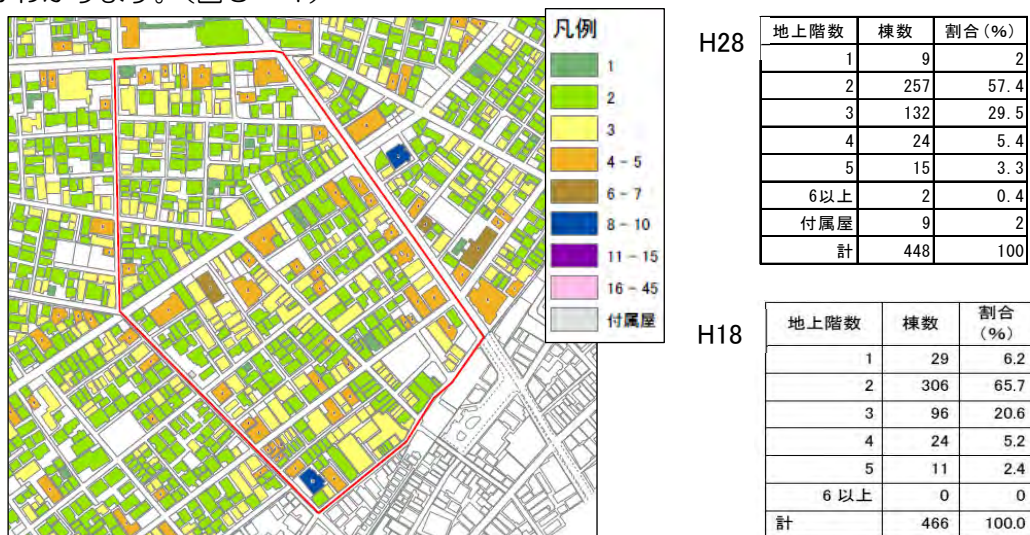 凡例
1
2
3
4-5
6-7
8-10
11-15
16-45
付属屋
H28
地上階数 棟数 割合(%)
1 9 2
2 257 57.4
3 132 29.5
4 24 5.4
5 15 3.3
6以上 2 0.4
付属屋 9 2
計 448 100
H18
地上階数 棟数 割合(%)
1 29 6.2
2 306 65.7
3 96 20.6
4 24 5.2
5 11 2.4
6 以上 0 0
計 466 100.0